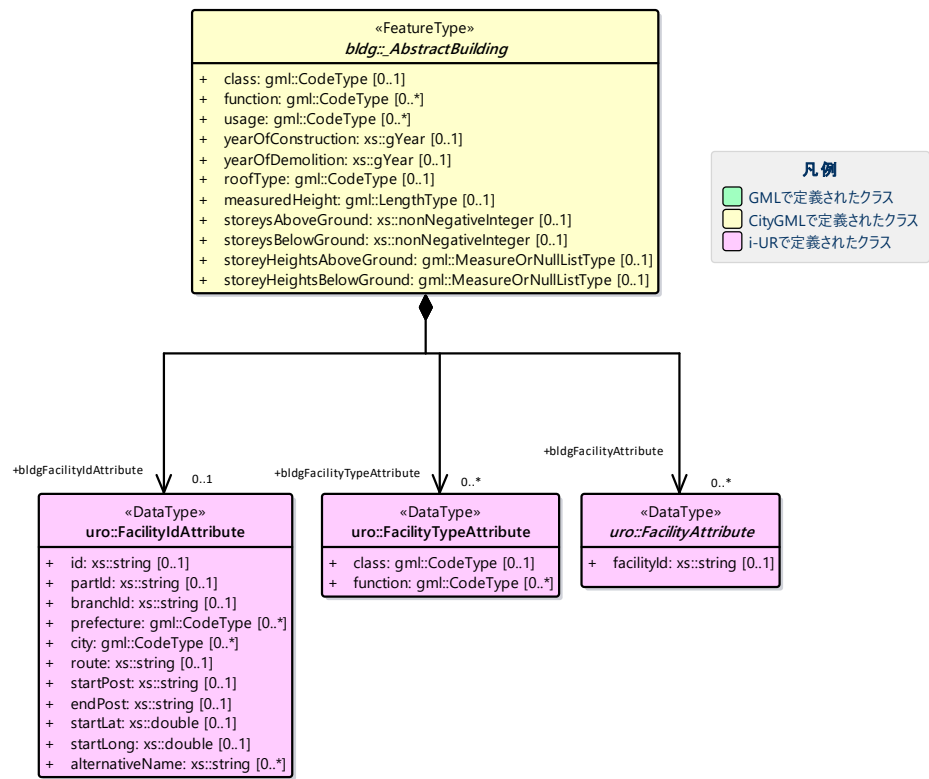 «FeatureType»
bldg::_AbstractBuilding
+ class: gml::CodeType [0..1]
+ function: gml::CodeType [0..*]
+ usage: gml::CodeType [0..*]
+ yearOfConstruction: xs::gYear [0..1]
+ yearOfDemolition: xs::gYear [0..1]
+ roofType: gml::CodeType [0..1]
+ measuredHeight: gml::LengthType [0..1]
+ storeysAboveGround: xs::nonNegativeInteger [0..1]
+ storeysBelowGround: xs::nonNegativeInteger [0..1]
+ storeyHeightsAboveGround: gml::MeasureOrNullListType [0..1]
+ storeyHeightsBelowGround: gml::MeasureOrNullListType [0..1]
凡例
GMLで定義されたクラス
CityGMLで定義されたクラス
i-URで定義されたクラス
+bldgFacilityIdAttribute
0..1
+bldgFacilityTypeAttribute
0..*
+bldgFacilityAttribute
0..*
«DataType»
uro::FacilityIdAttribute
+ id: xs::string [0..1]
+ partId: xs::string [0..1]
+ branchId: xs::string [0..1]
+ prefecture: gml::CodeType [0..*]
+ city: gml::CodeType [0..*]
+ route: xs::string [0..1]
+ startPost: xs::string [0..1]
+ endPost: xs::string [0..1]
+ startLat: xs::double [0..1]
+ startLong: xs::double [0..1]
+ alternativeName: xs::string [0..*]
«DataType»
uro::FacilityTypeAttribute
+ class: gml::CodeType [0..1]
+ function: gml::CodeType [0..*]
«DataType»
uro::FacilityAttribute
+ facilityId: xs::string [0..1]